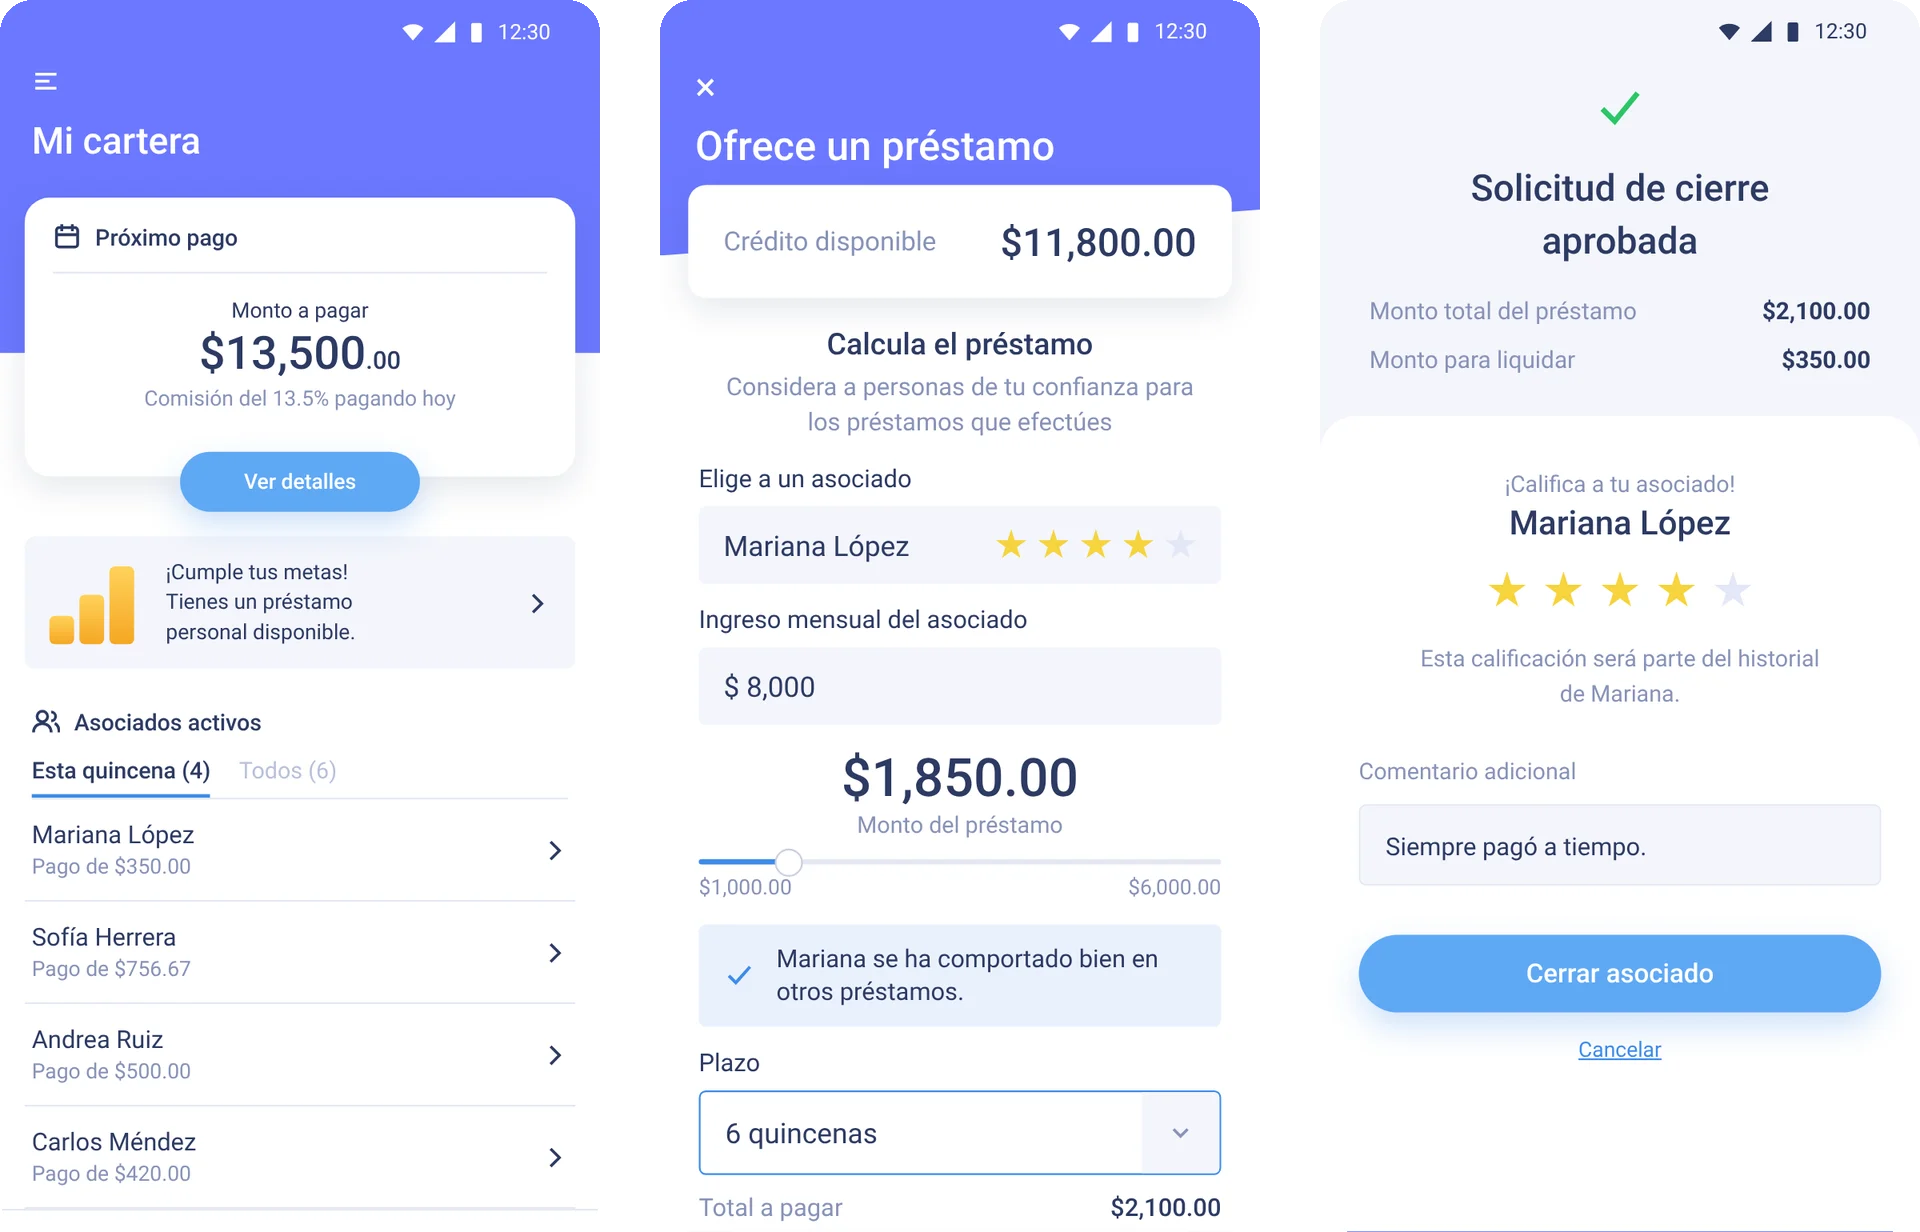 12:30
Mi cartera
Próximo pago
Monto a pagar
$13,500.00
Comisión del 13.5% pagando hoy
Ver detalles
¡Cumple tus metas!
Tienes un préstamo
personal disponible.
Asociados activos
Esta quincena (4) Todos (6)
Mariana López
Pago de $350.00
Sofía Herrera
Pago de $756.67
Andrea Ruiz
Pago de $500.00
Carlos Méndez
Pago de $420.00
12:30
Ofrece un préstamo
Crédito disponible $11,800.00
Calcula el préstamo
Considera a personas de tu confianza para
los préstamos que efectúes
Elige a un asociado
Mariana López
Ingreso mensual del asociado
$ 8,000
$1,850.00
Monto del préstamo
$1,000.00 $6,000.00
Mariana se ha comportado bien en
otros préstamos.
Plazo
6 quincenas
Total a pagar $2,100.00
12:30
Solicitud de cierre
aprobada
Monto total del préstamo $2,100.00
Monto para liquidar $350.00
¡Califica a tu asociado!
Mariana López
Esta calificación será parte del historial
de Mariana.
Comentario adicional
Siempre pagó a tiempo.
Cerrar asociado
Cancelar